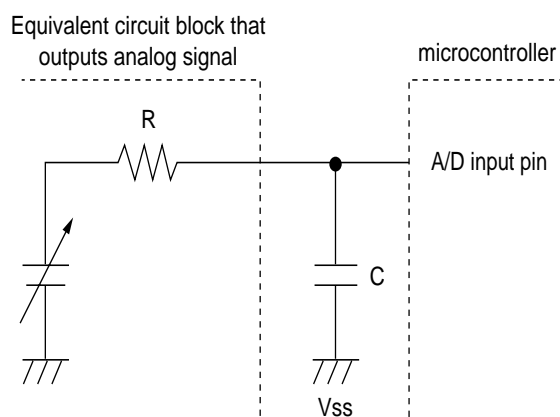 Equivalent circuit block that
outputs analog signal
microcontroller
R
A/D input pin
C
Vss